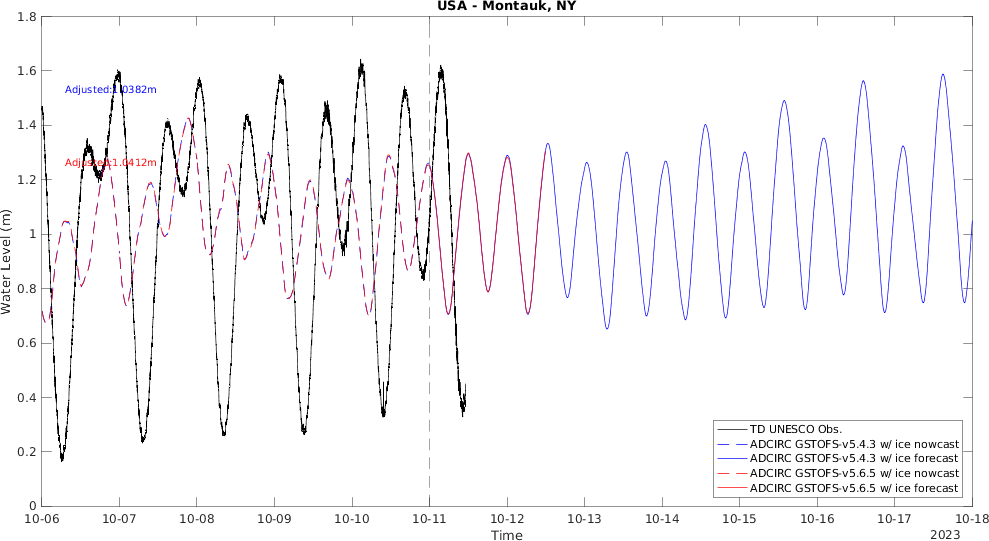 USA - Montauk, NY
1.8
1.6
1.4
1.2
1
0.8
0.6
0.4
0.2
0
Water Level (m)
Adjusted:1.0382m
Adjusted:1.0412m
TD UNESCO Obs.
ADCIRC GSTOFS-v5.4.3 w/ ice nowcast
ADCIRC GSTOFS-v5.4.3 w/ ice forecast
ADCIRC GSTOFS-v5.6.5 w/ ice nowcast
ADCIRC GSTOFS-v5.6.5 w/ ice forecast
10-06 10-07 10-08 10-09 10-10 10-11 10-12 10-13 10-14 10-15 10-16 10-17 10-18
Time
2023